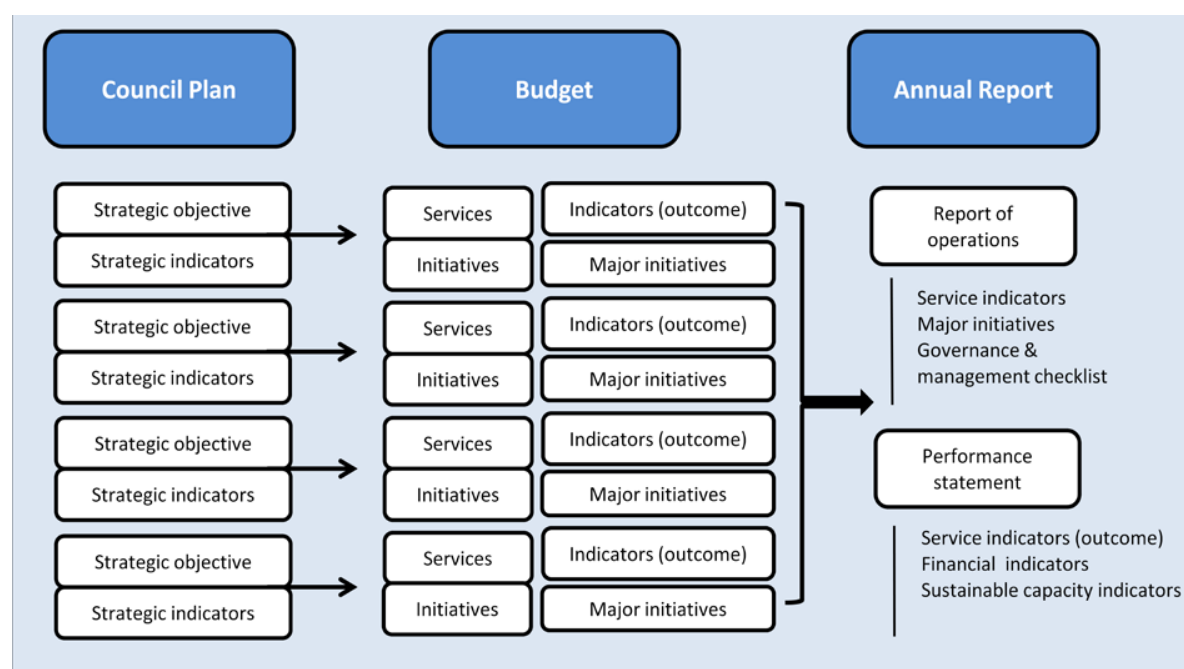 Council Plan
Budget
Annual Report
Strategic objective
Strategic indicators
Services
Indicators (outcome)
Initiatives
Major initiatives
Strategic objective
Strategic indicators
Services
Indicators (outcome)
Initiatives
Major initiatives
Strategic objective
Strategic indicators
Services
Indicators (outcome)
Initiatives
Major initiatives
Strategic objective
Strategic indicators
Services
Indicators (outcome)
Initiatives
Major initiatives
Report of
operations
Service indicators
Major initiatives
Governance &
management checklist
Performance
statement
Service indicators (outcome)
Financial indicators
Sustainable capacity indicators